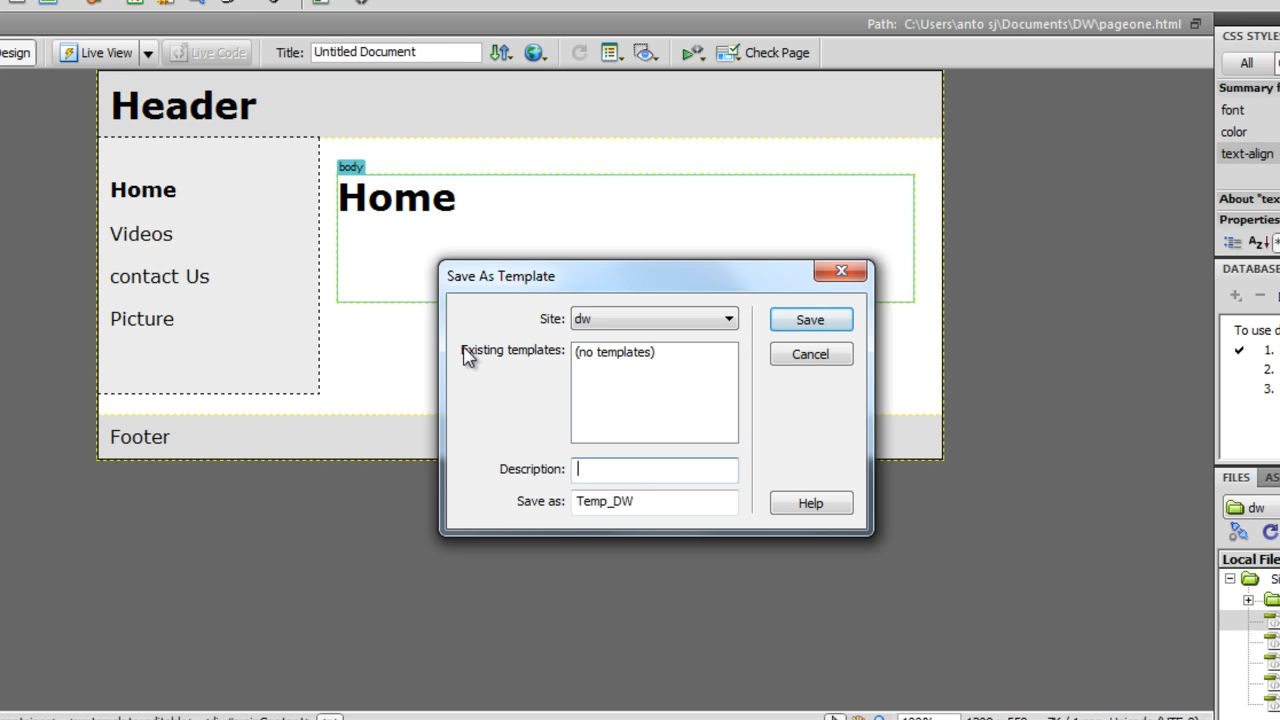 Path: C:\Users\anto sj\Documents\DW\pageone.html
Live View
Live Code
Title: Untitled Document
Check Page
CSS STYLE
All
Summary f
font
color
text-align
About "tex
Properties
DATABASE
To use d
1.
2.
3.
FILES
dw
Local File
Header
Home
Videos
contact Us
Picture
body
Home
Footer
Save As Template
Site: dw
Save
Existing templates: (no templates)
Cancel
Description:
Save as: Temp_DW
Help